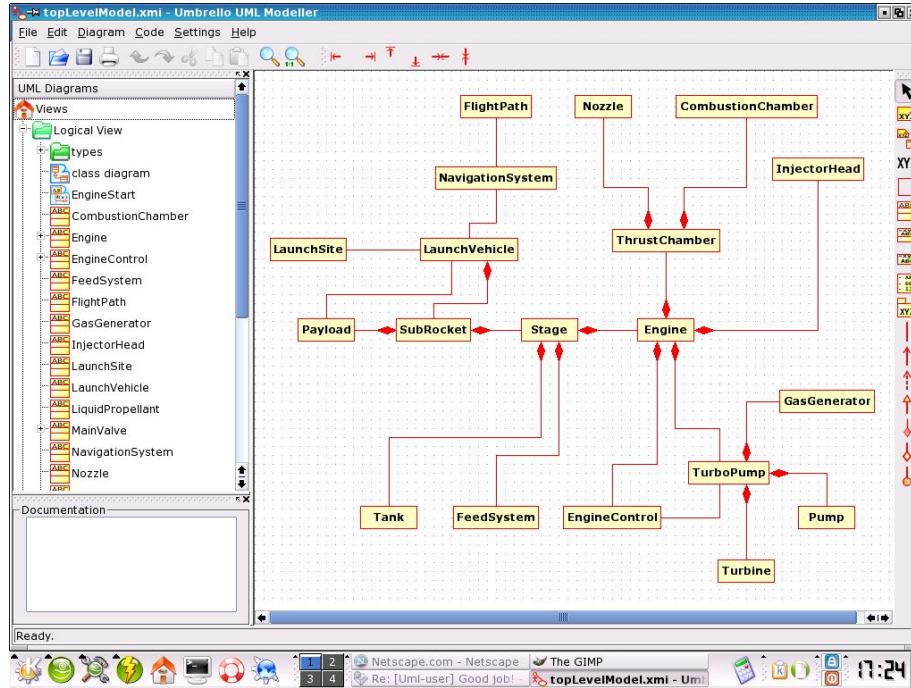 topLevelModel.xmi - Umbrello UML Modeller
File Edit Diagram Code Settings Help
UML Diagrams
Views
Logical View
types
class diagram
EngineStart
CombustionChamber
Engine
EngineControl
FeedSystem
FlightPath
GasGenerator
InjectorHead
LaunchSite
LaunchVehicle
LiquidPropellant
MainValve
NavigationSystem
Nozzle
Documentation
FlightPath Nozzle CombustionChamber
InjectorHead
NavigationSystem
ThrustChamber
LaunchSite LaunchVehicle
Payload SubRocket Stage Engine
GasGenerator
TurboPump
Tank FeedSystem EngineControl Pump
Turbine
Ready.
1 2 Netscape.com - Netscape The GIMP
3 4 Re: [Uml-user] Good job! - topLevelModel.xmi - Uml
17:24